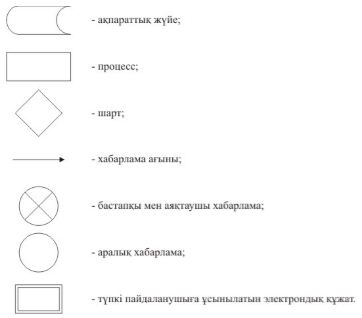 - ақпараттық жүйе;
- процесс;
- шарт;
- хабарлама ағыны;
- бастапқы мен аяқтаушы хабарлама;
- аралық хабарлама;
- түпкі пайдаланушыға ұсынылатын электрондық құжат.